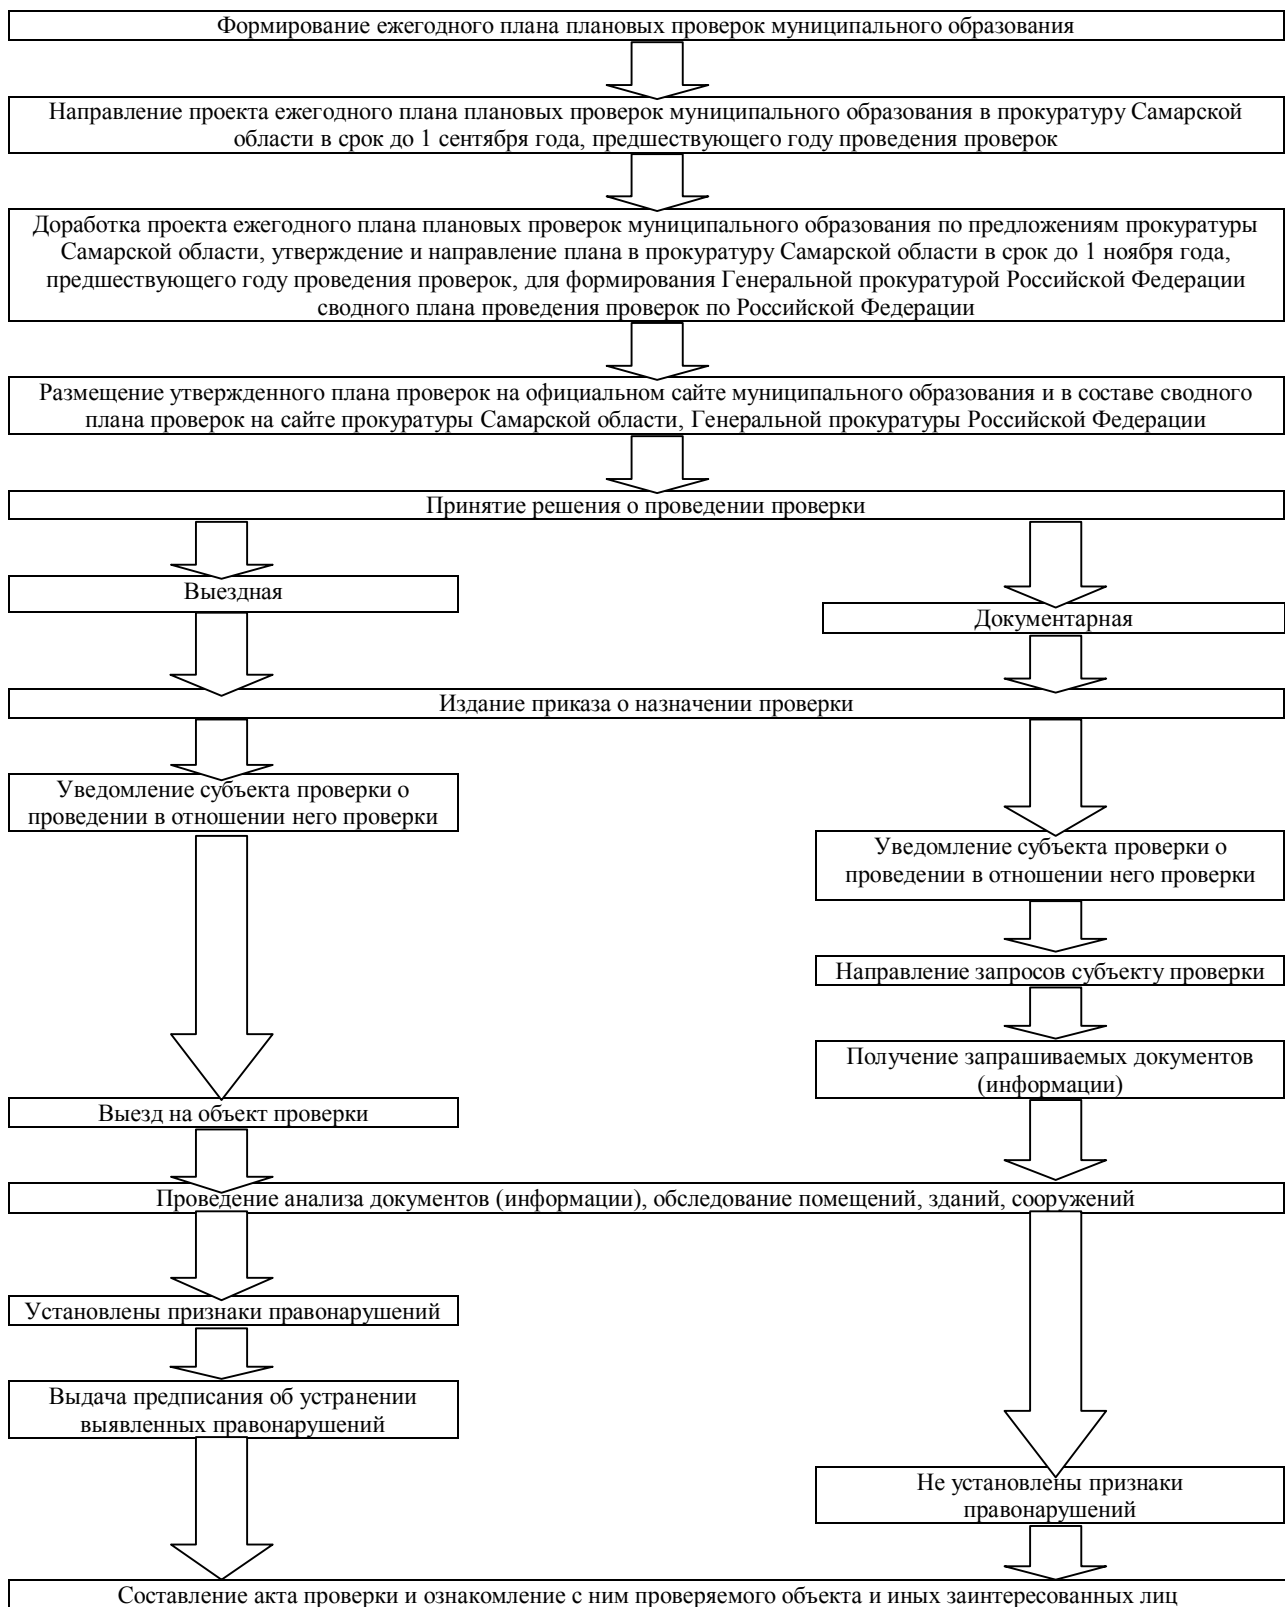 Формирование ежегодного плана плановых проверок муниципального образования
Направление проекта ежегодного плана плановых проверок муниципального образования в прокуратуру Самарской
области в срок до 1 сентября года, предшествующего году проведения проверок
Доработка проекта ежегодного плана плановых проверок муниципального образования по предложениям прокуратуры
Самарской области, утверждение и направление плана в прокуратуру Самарской области в срок до 1 ноября года,
предшествующего году проведения проверок, для формирования Генеральной прокуратурой Российской Федерации
сводного плана проведения проверок по Российской Федерации
Размещение утвержденного плана проверок на официальном сайте муниципального образования и в составе сводного
плана проверок на сайте прокуратуры Самарской области, Генеральной прокуратуры Российской Федерации
Принятие решения о проведении проверки
Выездная
Документарная
Издание приказа о назначении проверки
Уведомление субъекта проверки о
проведении в отношении него проверки
Уведомление субъекта проверки о
проведении в отношении него проверки
Направление запросов субъекту проверки
Получение запрашиваемых документов
(информации)
Выезд на объект проверки
Проведение анализа документов (информации), обследование помещений, зданий, сооружений
Установлены признаки правонарушений
Выдача предписания об устранении
выявленных правонарушений
Не установлены признаки
правонарушений
Составление акта проверки и ознакомление с ним проверяемого объекта и иных заинтересованных лиц